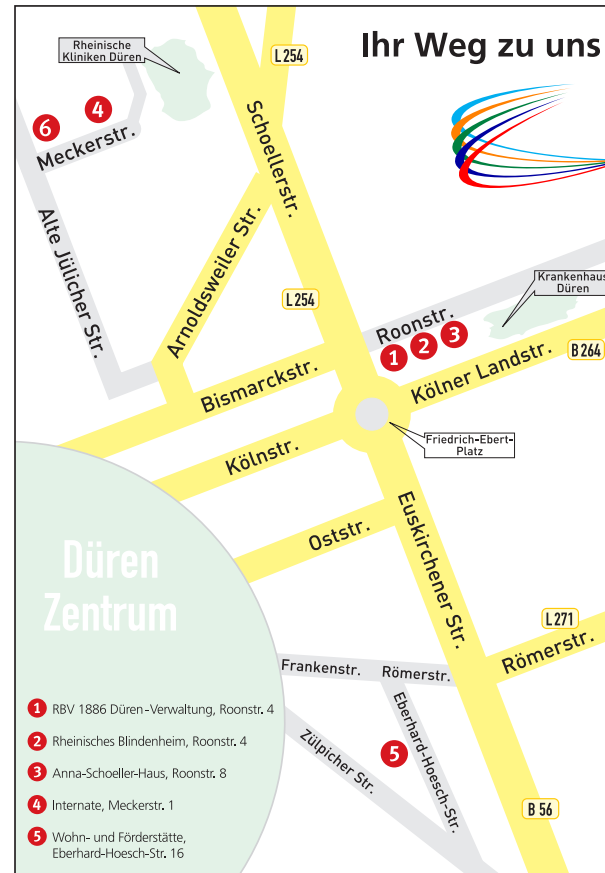 Ihr Weg zu uns
Rheinische
Kliniken Düren
L 254
6
4
Meckerstr.
Schoellerstr.
Alte Jülicher Str.
Arnoldsweiler Str.
L 254
Krankenhaus
Düren
Roonstr.
1 2 3
B 264
Kölner Landstr.
Bismarckstr.
Friedrich-Ebert-
Platz
Kölnstr.
Oststr.
Euskirchener Str.
Düren
Zentrum
L 271
Römerstr.
Frankenstr.
Römerstr.
Eberhard-Hoesch-Str.
Zülpicher Str.
5
B 56
1 RBV 1886 Düren-Verwaltung, Roonstr. 4
2 Rheinisches Blindenheim, Roonstr. 4
3 Anna-Schoeller-Haus, Roonstr. 8
4 Internate, Meckerstr. 1
5 Wohn- und Förderstätte,
Eberhard-Hoesch-Str. 16